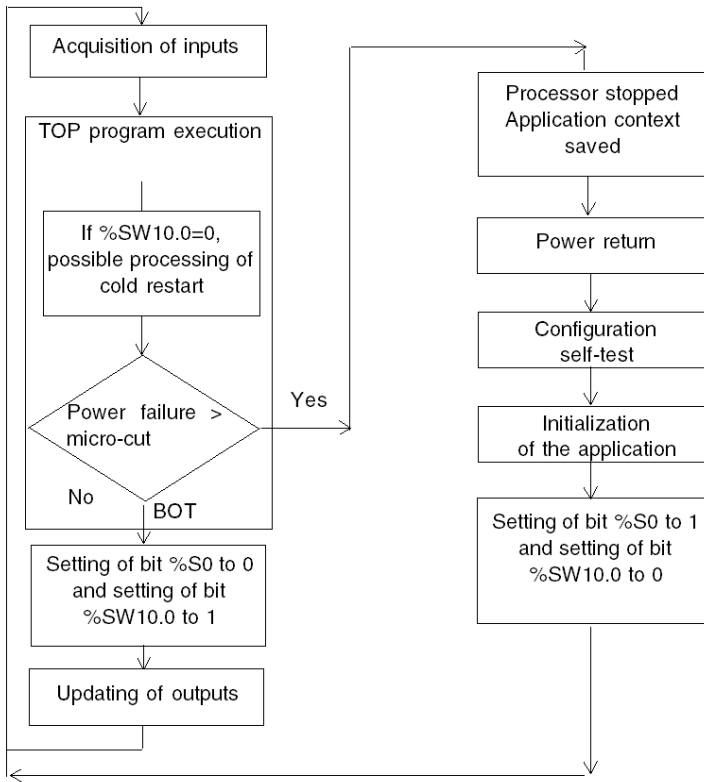 Acquisition of inputs
TOP program execution
If %SW10.0=0,
possible processing of
cold restart
Power failure >
micro-cut
Yes
No
BOT
Setting of bit %S0 to 0
and setting of bit
%SW10.0 to 1
Updating of outputs
Processor stopped
Application context
saved
Power return
Configuration
self-test
Initialization
of the application
Setting of bit %S0 to 1
and setting of bit
%SW10.0 to 0